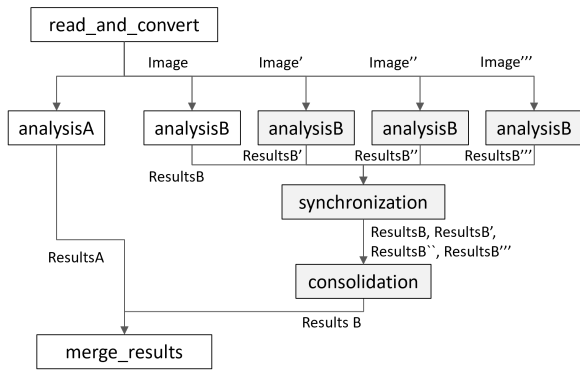 read_and_convert
Image Image’ Image’’ Image’’’
analysisA analysisB analysisB analysisB analysisB
ResultsB’ ResultsB’’ ResultsB’’’
ResultsB
synchronization
ResultsB, ResultsB’,
ResultsB``, ResultsB’’’
ResultsA
consolidation
Results B
merge_results